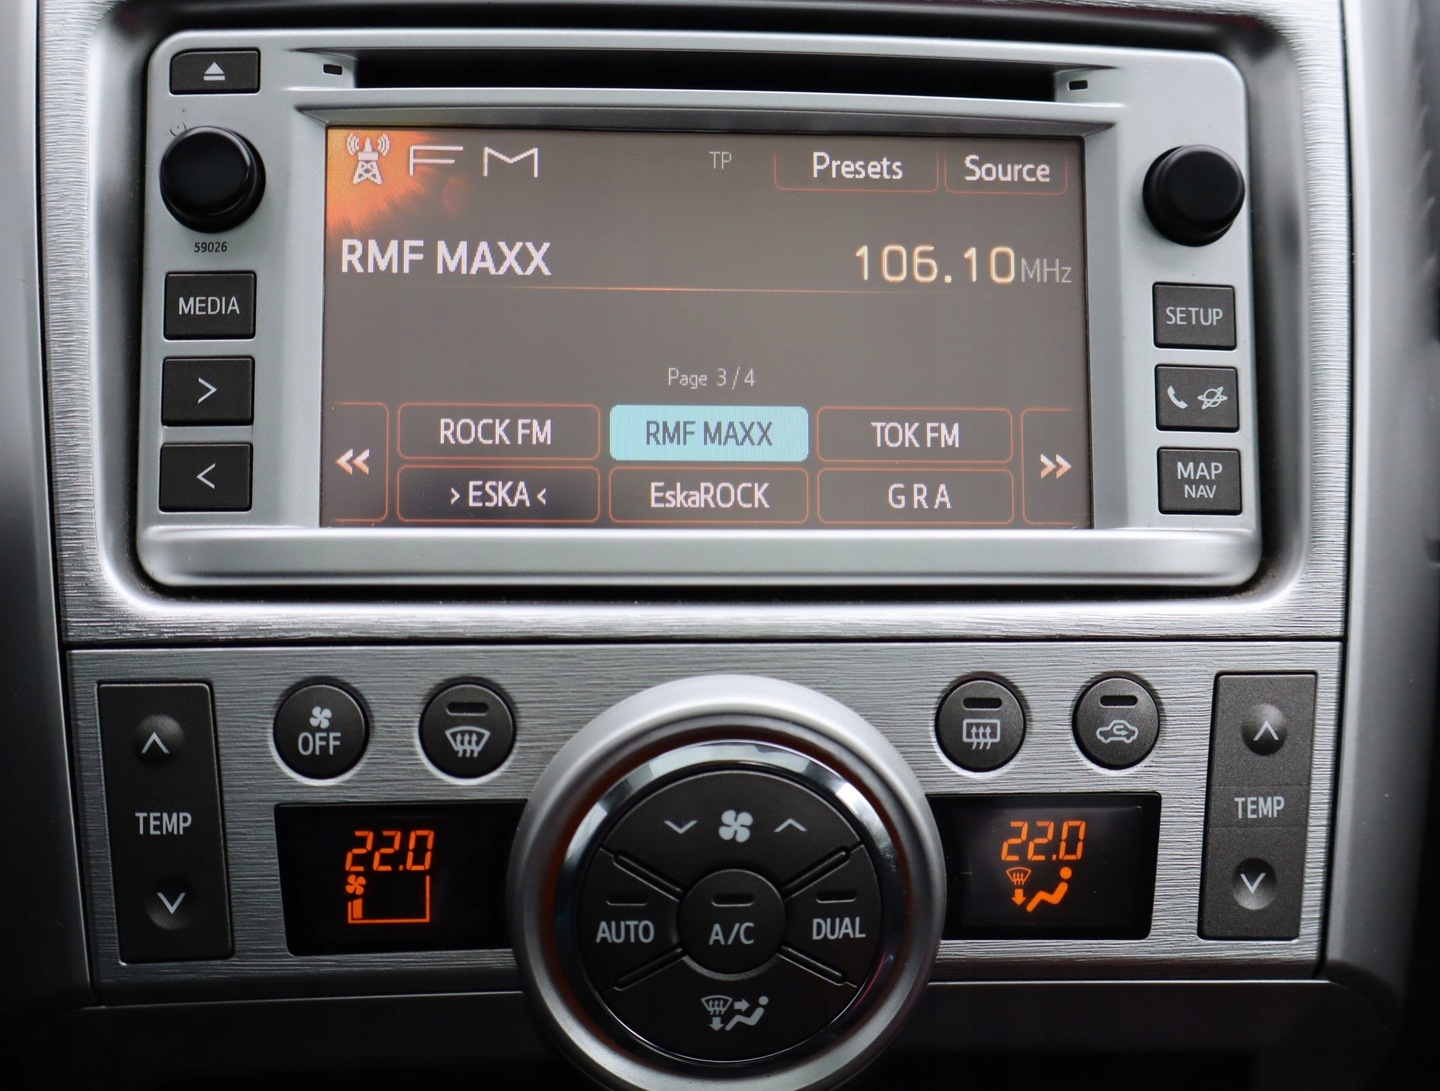 FM TP Presets Source
59026
RMF MAXX 106.10MHz
MEDIA
SETUP
Page 3/4
ROCK FM RMF MAXX TOK FM
>ESKA< EskaROCK G R A
MAP
NAV
OFF
TEMP
TEMP
22.0
22.0
AUTO A/C DUAL